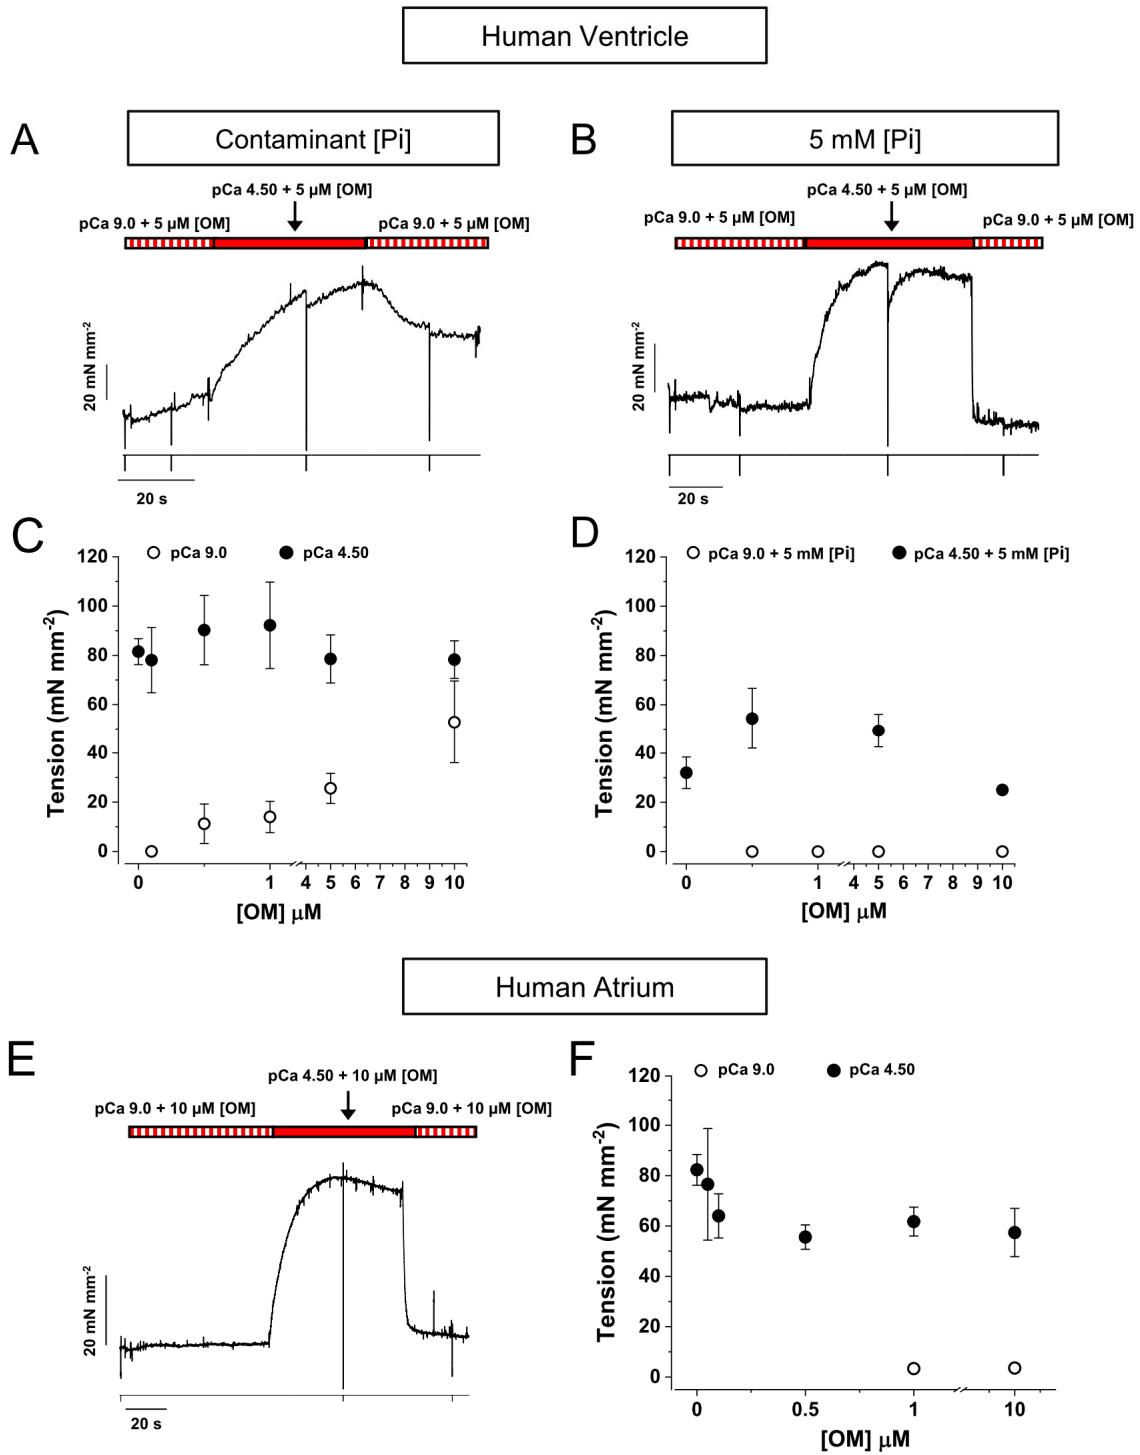 Human Ventricle
A
Contaminant [Pi]
B
5 mM [Pi]
pCa 4.50 + 5 µM [OM]
pCa 9.0 + 5 µM [OM]
pCa 9.0 + 5 µM [OM]
20 mN mm-2
20 s
pCa 4.50 + 5 µM [OM]
pCa 9.0 + 5 µM [OM]
pCa 9.0 + 5 µM [OM]
20 mN mm-2
20 s
C
pCa 9.0
pCa 4.50
Tension (mN mm-2)
120
100
80
60
40
20
0
0 1 4 5 6 7 8 9 10
[OM] µM
D
pCa 9.0 + 5 mM [Pi]
pCa 4.50 + 5 mM [Pi]
Tension (mN mm-2)
120
100
80
60
40
20
0
0 1 4 5 6 7 8 9 10
[OM] µM
Human Atrium
E
pCa 4.50 + 10 µM [OM]
pCa 9.0 + 10 µM [OM]
pCa 9.0 + 10 µM [OM]
20 mN mm-2
20 s
F
pCa 9.0
pCa 4.50
Tension (mN mm-2)
120
100
80
60
40
20
0
0 0.5 1 10
[OM] µM